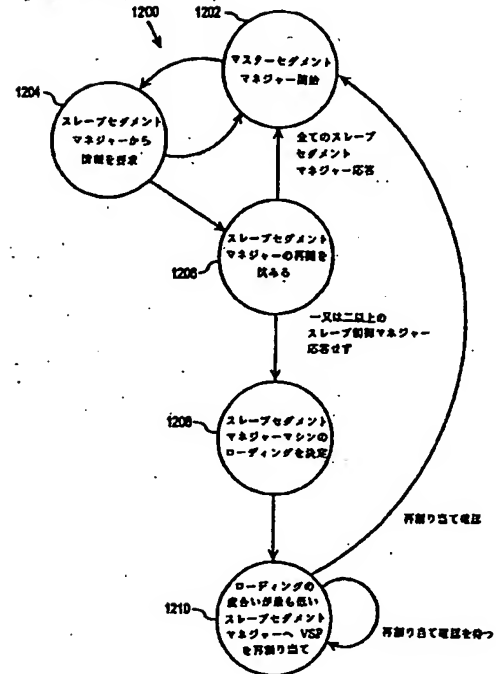 1200
1202
マスターセグメント
マネジャー開始
1204
スレーブセグメント
マネジャーから
情報を要求
全てのスレーブ
セグメント
マネジャー応答
スレーブセグメント
マネジャーの再開を
試みる
1206
一又は二以上の
スレーブ制御マネジャー
応答せず
1208
スレーブセグメント
マネジャーマシンの
ローディングを決定
再割り当て確認
1210
ローディングの
度合いが最も低い
スレーブセグメント
マネジャーへ VSP
を再割り当て
再割り当て確認を待つ